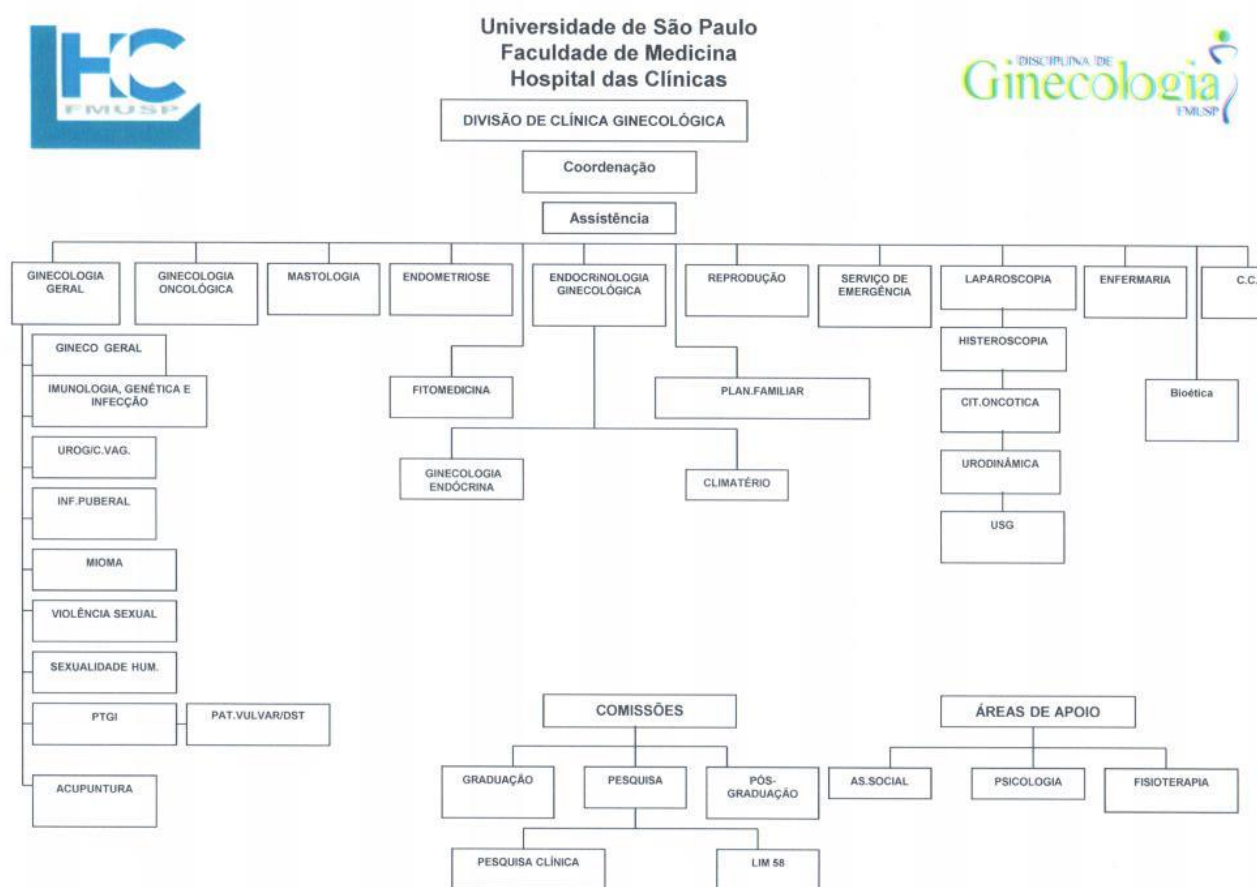 HC
FMUSP
Universidade de São Paulo
Faculdade de Medicina
Hospital das Clínicas
DISCIPLINA DE
Ginecologia
FMUSP
DIVISÃO DE CLÍNICA GINECOLÓGICA
Coordenação
Assistência
GINECOLOGIA
GERAL
GINECOLOGIA
ONCOLÓGICA
MASTOLOGIA
ENDOMETRIOSE
ENDOCRiNOLOGIA
GINECOLÓGICA
REPRODUÇÃO
SERVIÇO DE
EMERGÊNCIA
LAPAROSCOPIA
ENFERMARIA
C.C.
GINECO GERAL
IMUNOLOGIA, GENÉTICA E
INFECÇÃO
UROG/C.VAG.
INF.PUBERAL
MIOMA
VIOLÊNCIA SEXUAL
SEXUALIDADE HUM.
PTGI
PAT.VULVAR/DST
ACUPUNTURA
FITOMEDICINA
PLAN.FAMILIAR
GINECOLOGIA
ENDÓCRINA
CLIMATÉRIO
HISTEROSCOPIA
CIT.ONCOTICA
URODINÂMICA
USG
Bioética
COMISSÕES
GRADUAÇÃO
PESQUISA
PÓS-
GRADUAÇÃO
PESQUISA CLÍNICA
LIM 58
ÁREAS DE APOIO
AS.SOCIAL
PSICOLOGIA
FISIOTERAPIA